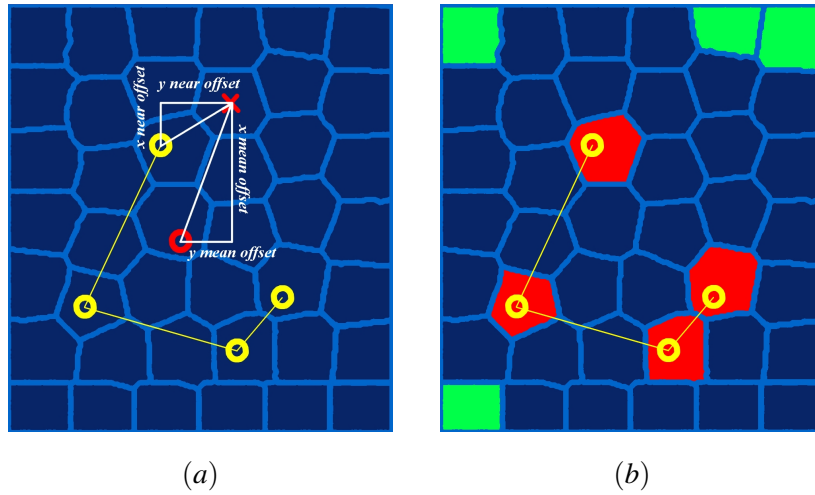 y near offset
x near offset
x mean offset
y mean offset
(a)
(b)